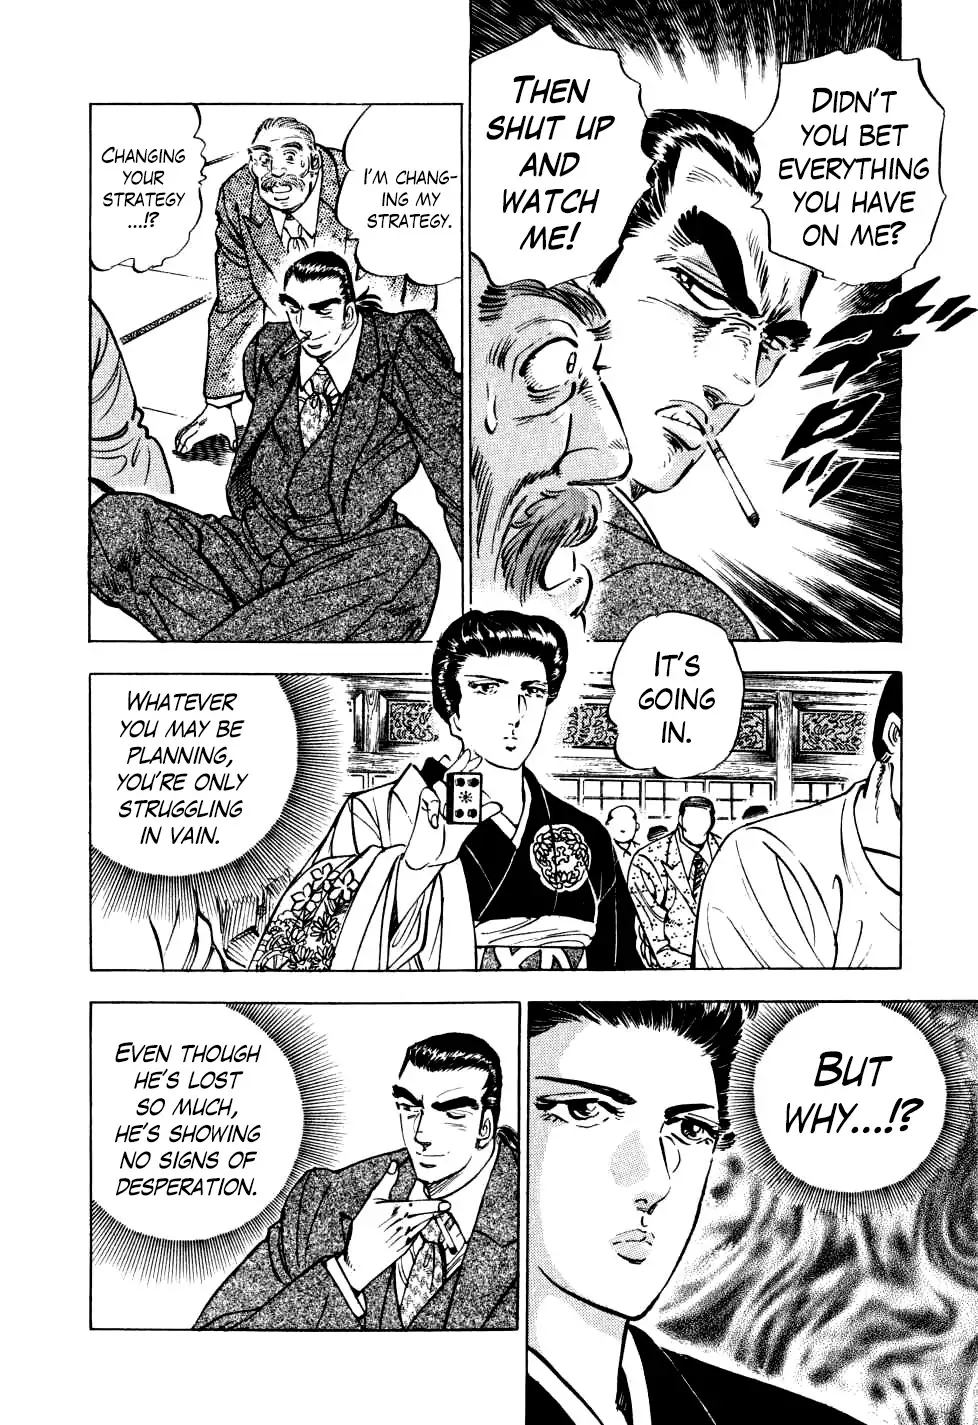 DIDN'T
YOU BET
EVERYTHING
YOU HAVE
ON ME?
THEN
SHUT UP
AND
WATCH
ME!
ギロッ
I'M CHANG-
ING MY
STRATEGY.
CHANGING
YOUR
STRATEGY
....!?
IT'S
GOING
IN.
WHATEVER
YOU MAY BE
PLANNING,
YOU'RE ONLY
STRUGGLING
IN VAIN.
BUT
WHY....!?
EVEN THOUGH
HE'S LOST
SO MUCH,
HE'S SHOWING
NO SIGNS OF
DESPERATION.